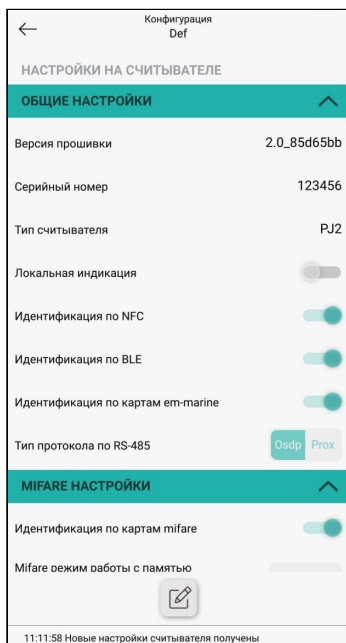 Конфигурация
Def
НАСТРОЙКИ НА СЧИТЫВАТЕЛЕ
ОБЩИЕ НАСТРОЙКИ
Версия прошивки 2.0_85d65bb
Серийный номер 123456
Тип считывателя PJ2
Локальная индикация
Идентификация по NFC
Идентификация по BLE
Идентификация по картам em-marine
Тип протокола по RS-485 Osdp Prox
MIFARE НАСТРОЙКИ
Идентификация по картам mifare
Mifare режим работы с памятью
11:11:58 Новые настройки считывателя получены